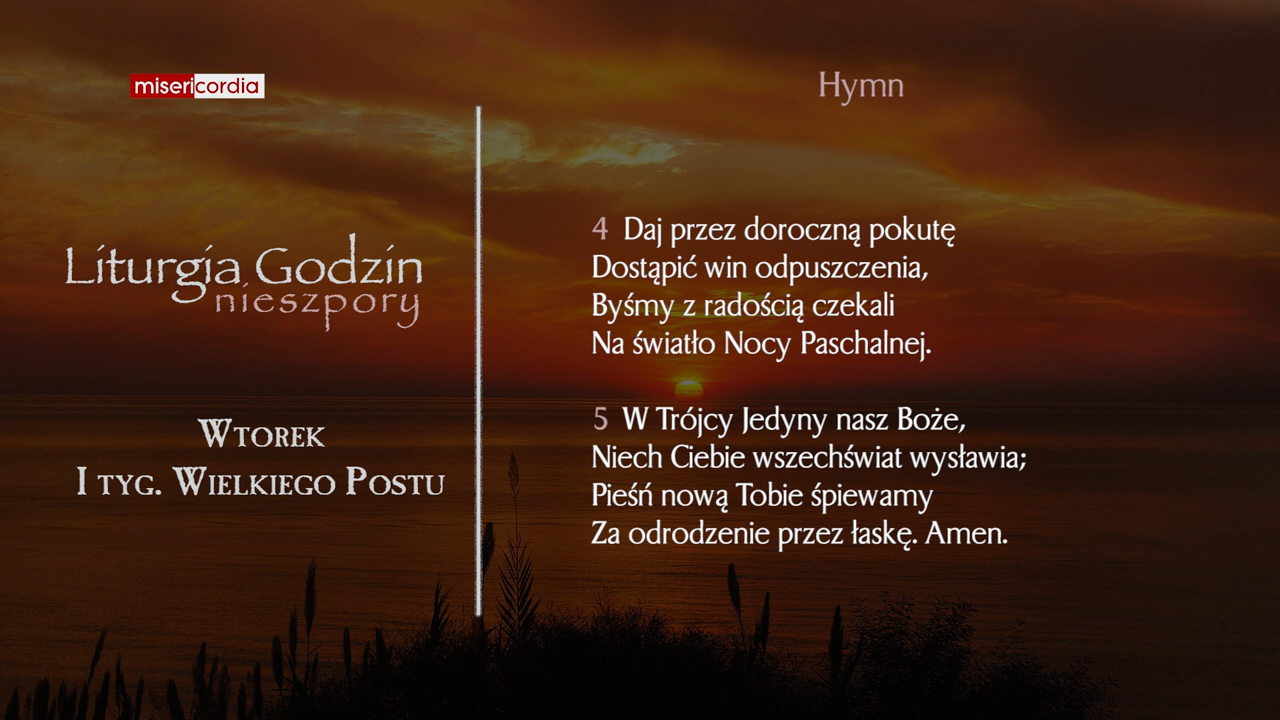 misericordia
Liturgia Godzin
nieszpory
Wtorek
I tyg. Wielkiego Postu
Hymn
4 Daj przez doroczną pokutę
Dostąpić win odpuszczenia,
Byśmy z radością czekali
Na światło Nocy Paschalnej.
5 W Trójcy Jedyny nasz Boże,
Niech Ciebie wszechświat wysławia;
Pieśń nową Tobie śpiewamy
Za odrodzenie przez łaskę. Amen.